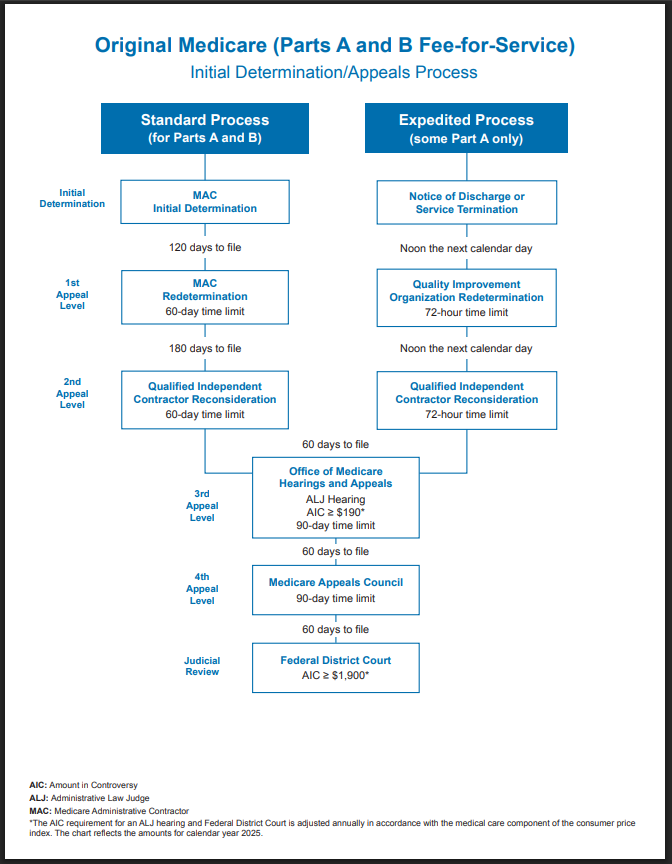 Original Medicare (Parts A and B Fee-for-Service)
Initial Determination/Appeals Process
Standard Process
(for Parts A and B)
Expedited Process
(some Part A only)
Initial
Determination
MAC
Initial Determination
Notice of Discharge or
Service Termination
120 days to file
Noon the next calendar day
1st
Appeal
Level
MAC
Redetermination
60-day time limit
Quality Improvement
Organization Redetermination
72-hour time limit
180 days to file
Noon the next calendar day
2nd
Appeal
Level
Qualified Independent
Contractor Reconsideration
60-day time limit
Qualified Independent
Contractor Reconsideration
72-hour time limit
60 days to file
3rd
Appeal
Level
Office of Medicare
Hearings and Appeals
ALJ Hearing
AIC ≥ $190*
90-day time limit
60 days to file
4th
Appeal
Level
Medicare Appeals Council
90-day time limit
60 days to file
Judicial
Review
Federal District Court
AIC ≥ $1,900*
AIC: Amount in Controversy
ALJ: Administrative Law Judge
MAC: Medicare Administrative Contractor
*The AIC requirement for an ALJ hearing and Federal District Court is adjusted annually in accordance with the medical care component of the consumer price
index. The chart reflects the amounts for calendar year 2025.